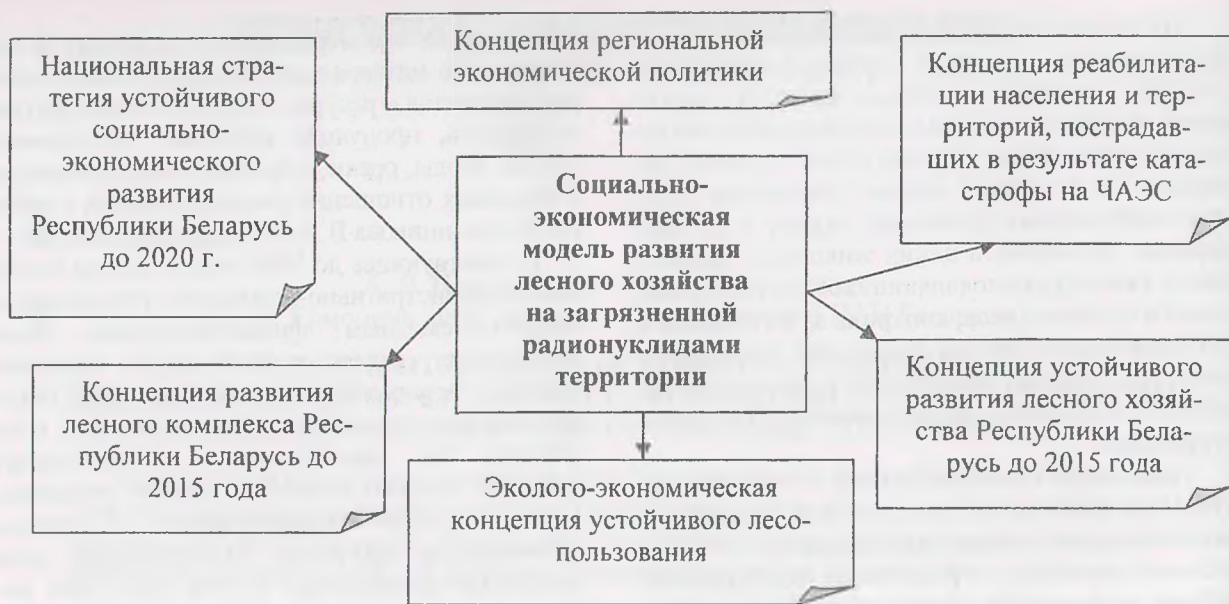 Концепция региональной
экономической политики
Национальная стра-
тегия устойчивого
социально-
экономического
развития
Республики Беларусь
до 2020 г.
Концепция реабилита-
ции населения и тер-
риторий, пострадав-
ших в результате ката-
строфы на ЧАЭС
Социально-
экономическая
модель развития
лесного хозяйства
на загрязненной
радионуклидами
территории
Концепция развития
лесного комплекса Рес-
публики Беларусь до
2015 года
Эколого-экономическая
концепция устойчивого лесо-
пользования
Концепция устойчивого
развития лесного хозяй-
ства Республики Бела-
русь до 2015 года